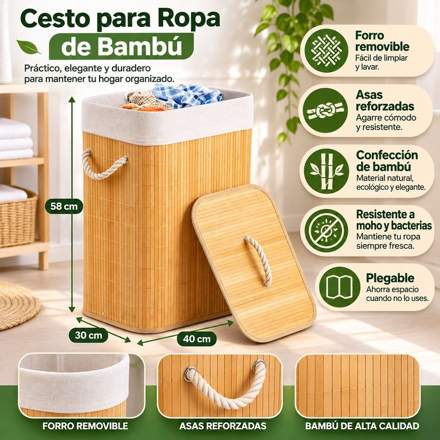 Cesto para Ropa
de Bambú
Práctico, elegante y duradero
para mantener tu hogar organizado.
Forro
removible
Fácil de limpiar
y lavar.
Asas
reforzadas
Agarre cómodo
y resistente.
Confección
de bambú
Material natural,
ecológico y elegante.
Resistente a
moho y bacterias
Mantiene tu ropa
siempre fresca.
Plegable
Ahorra espacio
cuando no lo uses.
58 cm
30 cm
40 cm
FORRO REMOVIBLE
ASAS REFORZADAS
BAMBÚ DE ALTA CALIDAD